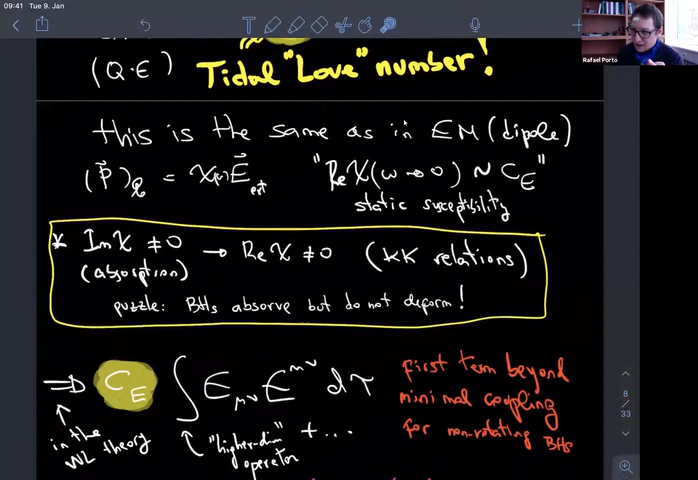 09:41 Tue 9. Jan
Rafael Porto
(Q·E) Tidal "Love" number!
this is the same as in EM (dipole)
"Re χ(ω→0) ~ C_E"
static susceptibility
* Im χ ≠ 0 → Re χ ≠ 0 (KK relations)
(absorption)
puzzle: BHs absorve but do not deform!
⇒ C_E ∫ E_μν E^μν dτ
+ ...
in the WL theory
"higher-dim" operator
First term beyond
minimal coupling
for non-rotating BHs
8
/
33